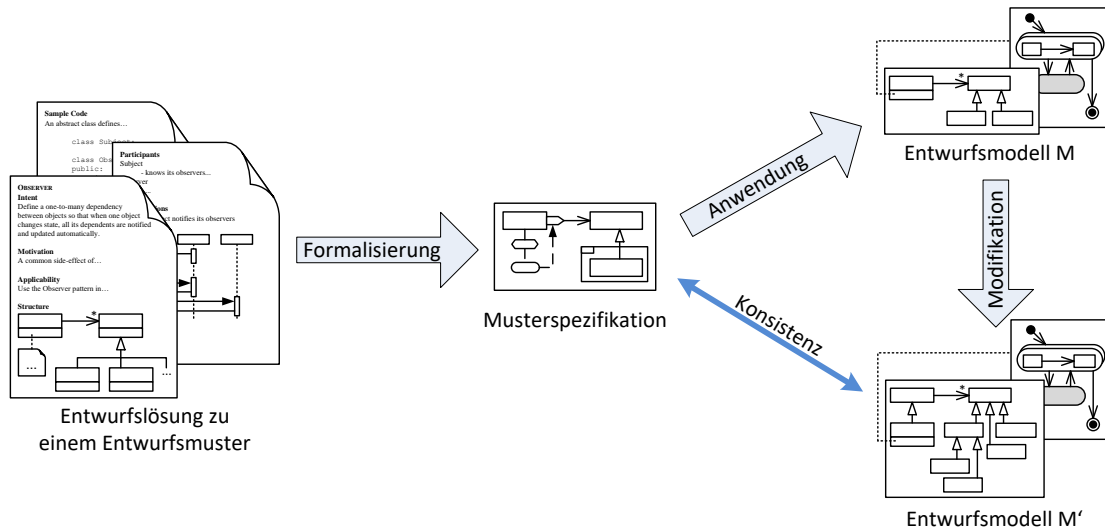 Sample Code
An abstract class defines…
class Subject;
class Obs
public:
Participants
Subject
- knows its observers...
ect notifies its observers
OBSERVER
Intent
Define a one-to-many dependency
between objects so that when one object
changes state, all its dependents are notified
and updated automatically.
Motivation
A common side-effect of…
Applicability
Use the Observer pattern in…
Structure
*
...
...
Entwurfslösung zu
einem Entwurfsmuster
Formalisierung
Musterspezifikation
Anwendung
*
Entwurfsmodell M
Modifikation
Konsistenz
*
Entwurfsmodell M‘